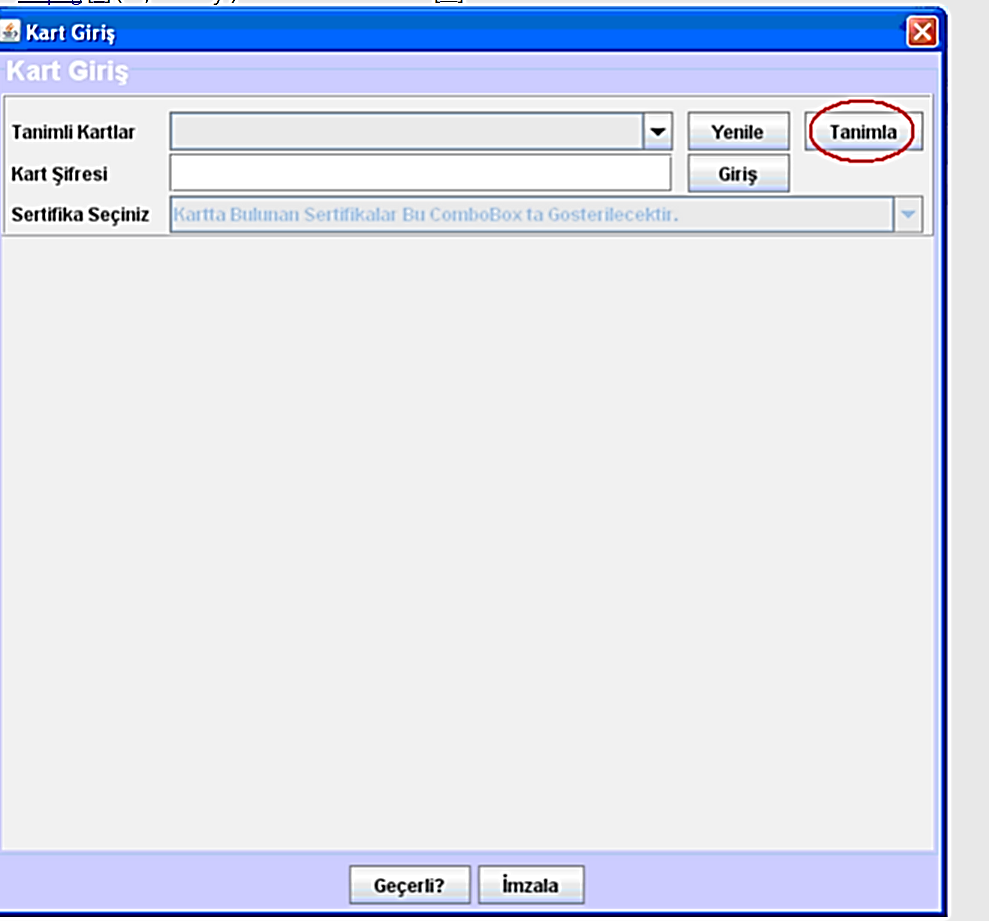 Kart Giriş
Kart Giriş
Tanimli Kartlar Yenile Tanimla
Kart Şifresi Giriş
Sertifika Seçiniz Kartta Bulunan Sertifikalar Bu ComboBox ta Gosterilecektir.
Geçerli? İmzala